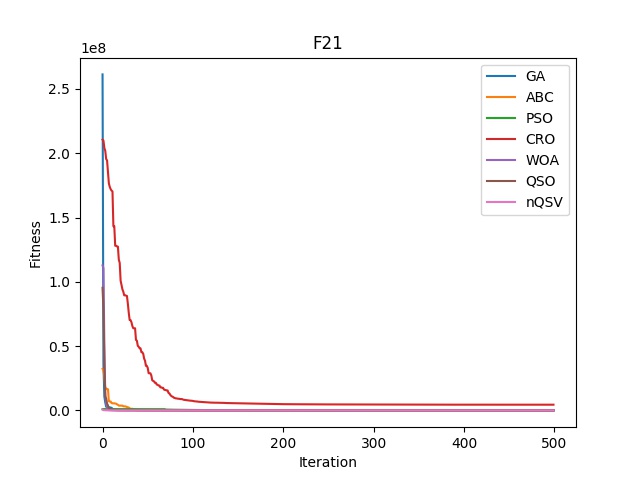 F21
1e8
2.5
2.0
1.5
1.0
0.5
0.0
Fitness
0
100
200
300
400
500
Iteration
GA
ABC
PSO
CRO
WOA
QSO
nQSV